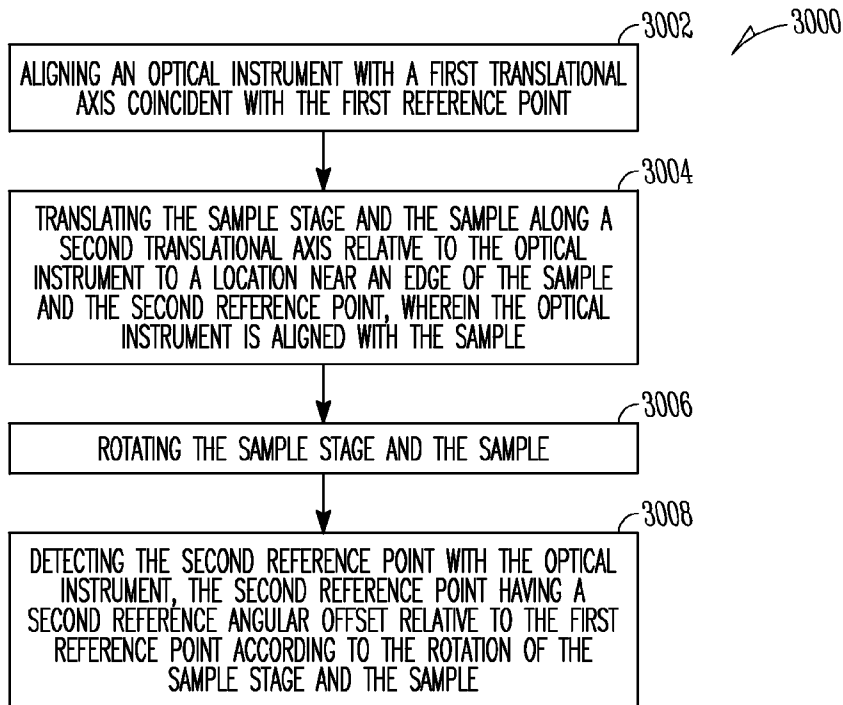 3000
3002
ALIGNING AN OPTICAL INSTRUMENT WITH A FIRST TRANSLATIONAL
AXIS COINCIDENT WITH THE FIRST REFERENCE POINT
3004
TRANSLATING THE SAMPLE STAGE AND THE SAMPLE ALONG A
SECOND TRANSLATIONAL AXIS RELATIVE TO THE OPTICAL
INSTRUMENT TO A LOCATION NEAR AN EDGE OF THE SAMPLE
AND THE SECOND REFERENCE POINT, WHEREIN THE OPTICAL
INSTRUMENT IS ALIGNED WITH THE SAMPLE
3006
ROTATING THE SAMPLE STAGE AND THE SAMPLE
3008
DETECTING THE SECOND REFERENCE POINT WITH THE OPTICAL
INSTRUMENT, THE SECOND REFERENCE POINT HAVING A
SECOND REFERENCE ANGULAR OFFSET RELATIVE TO THE FIRST
REFERENCE POINT ACCORDING TO THE ROTATION OF THE
SAMPLE STAGE AND THE SAMPLE